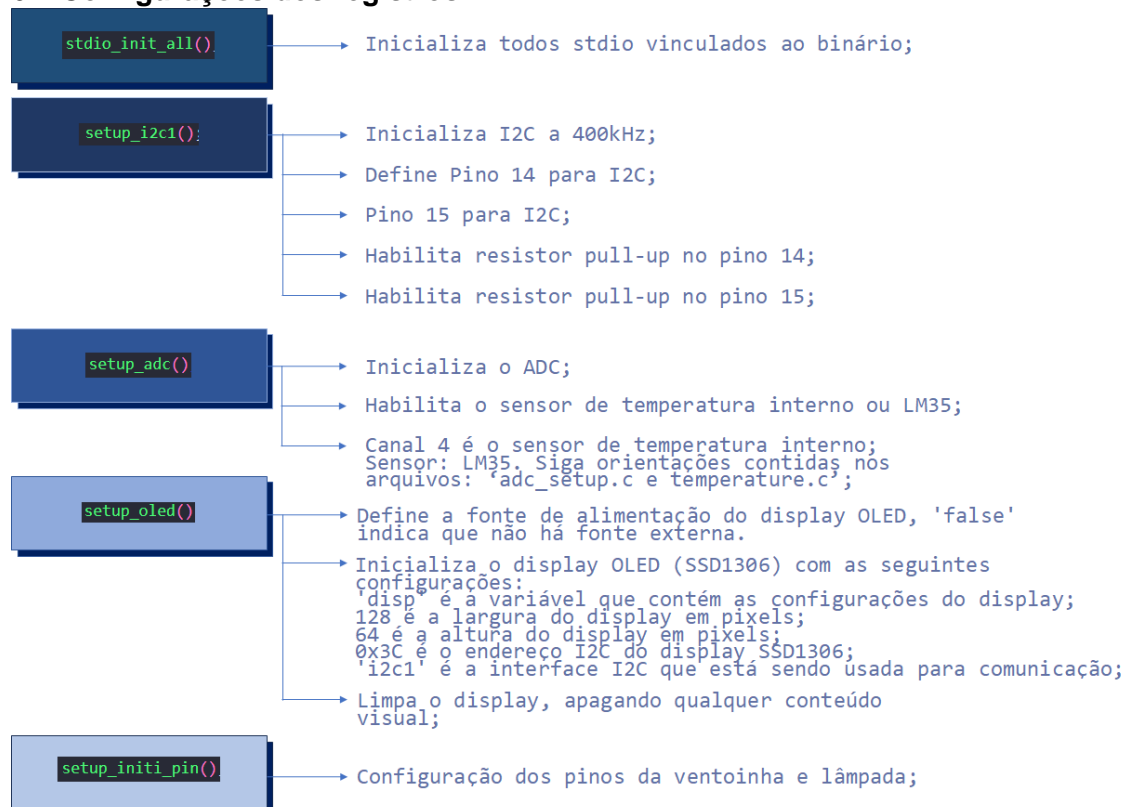 stdio_init_all()
Inicializa todos stdio vinculados ao binário;
setup_i2c1();
Inicializa I2C a 400kHz;
Define Pino 14 para I2C;
Pino 15 para I2C;
Habilita resistor pull-up no pino 14;
Habilita resistor pull-up no pino 15;
setup_adc()
Inicializa o ADC;
Habilita o sensor de temperatura interno ou LM35;
Canal 4 é o sensor de temperatura interno;
Sensor: LM35. Siga orientações contidas nos
arquivos: ‘adc_setup.c e temperature.c’;
setup_oled()
Define a fonte de alimentação do display OLED, 'false'
indica que não há fonte externa.
Inicializa o display OLED (SSD1306) com as seguintes
configurações:
'disp' é a variável que contém as configurações do display;
128 é a largura do display em pixels;
64 é a altura do display em pixels;
0x3C é o endereço I2C do display SSD1306;
'i2c1' é a interface I2C que está sendo usada para comunicação;
Limpa o display, apagando qualquer conteúdo
visual;
setup_initi_pin()
Configuração dos pinos da ventoinha e lâmpada;